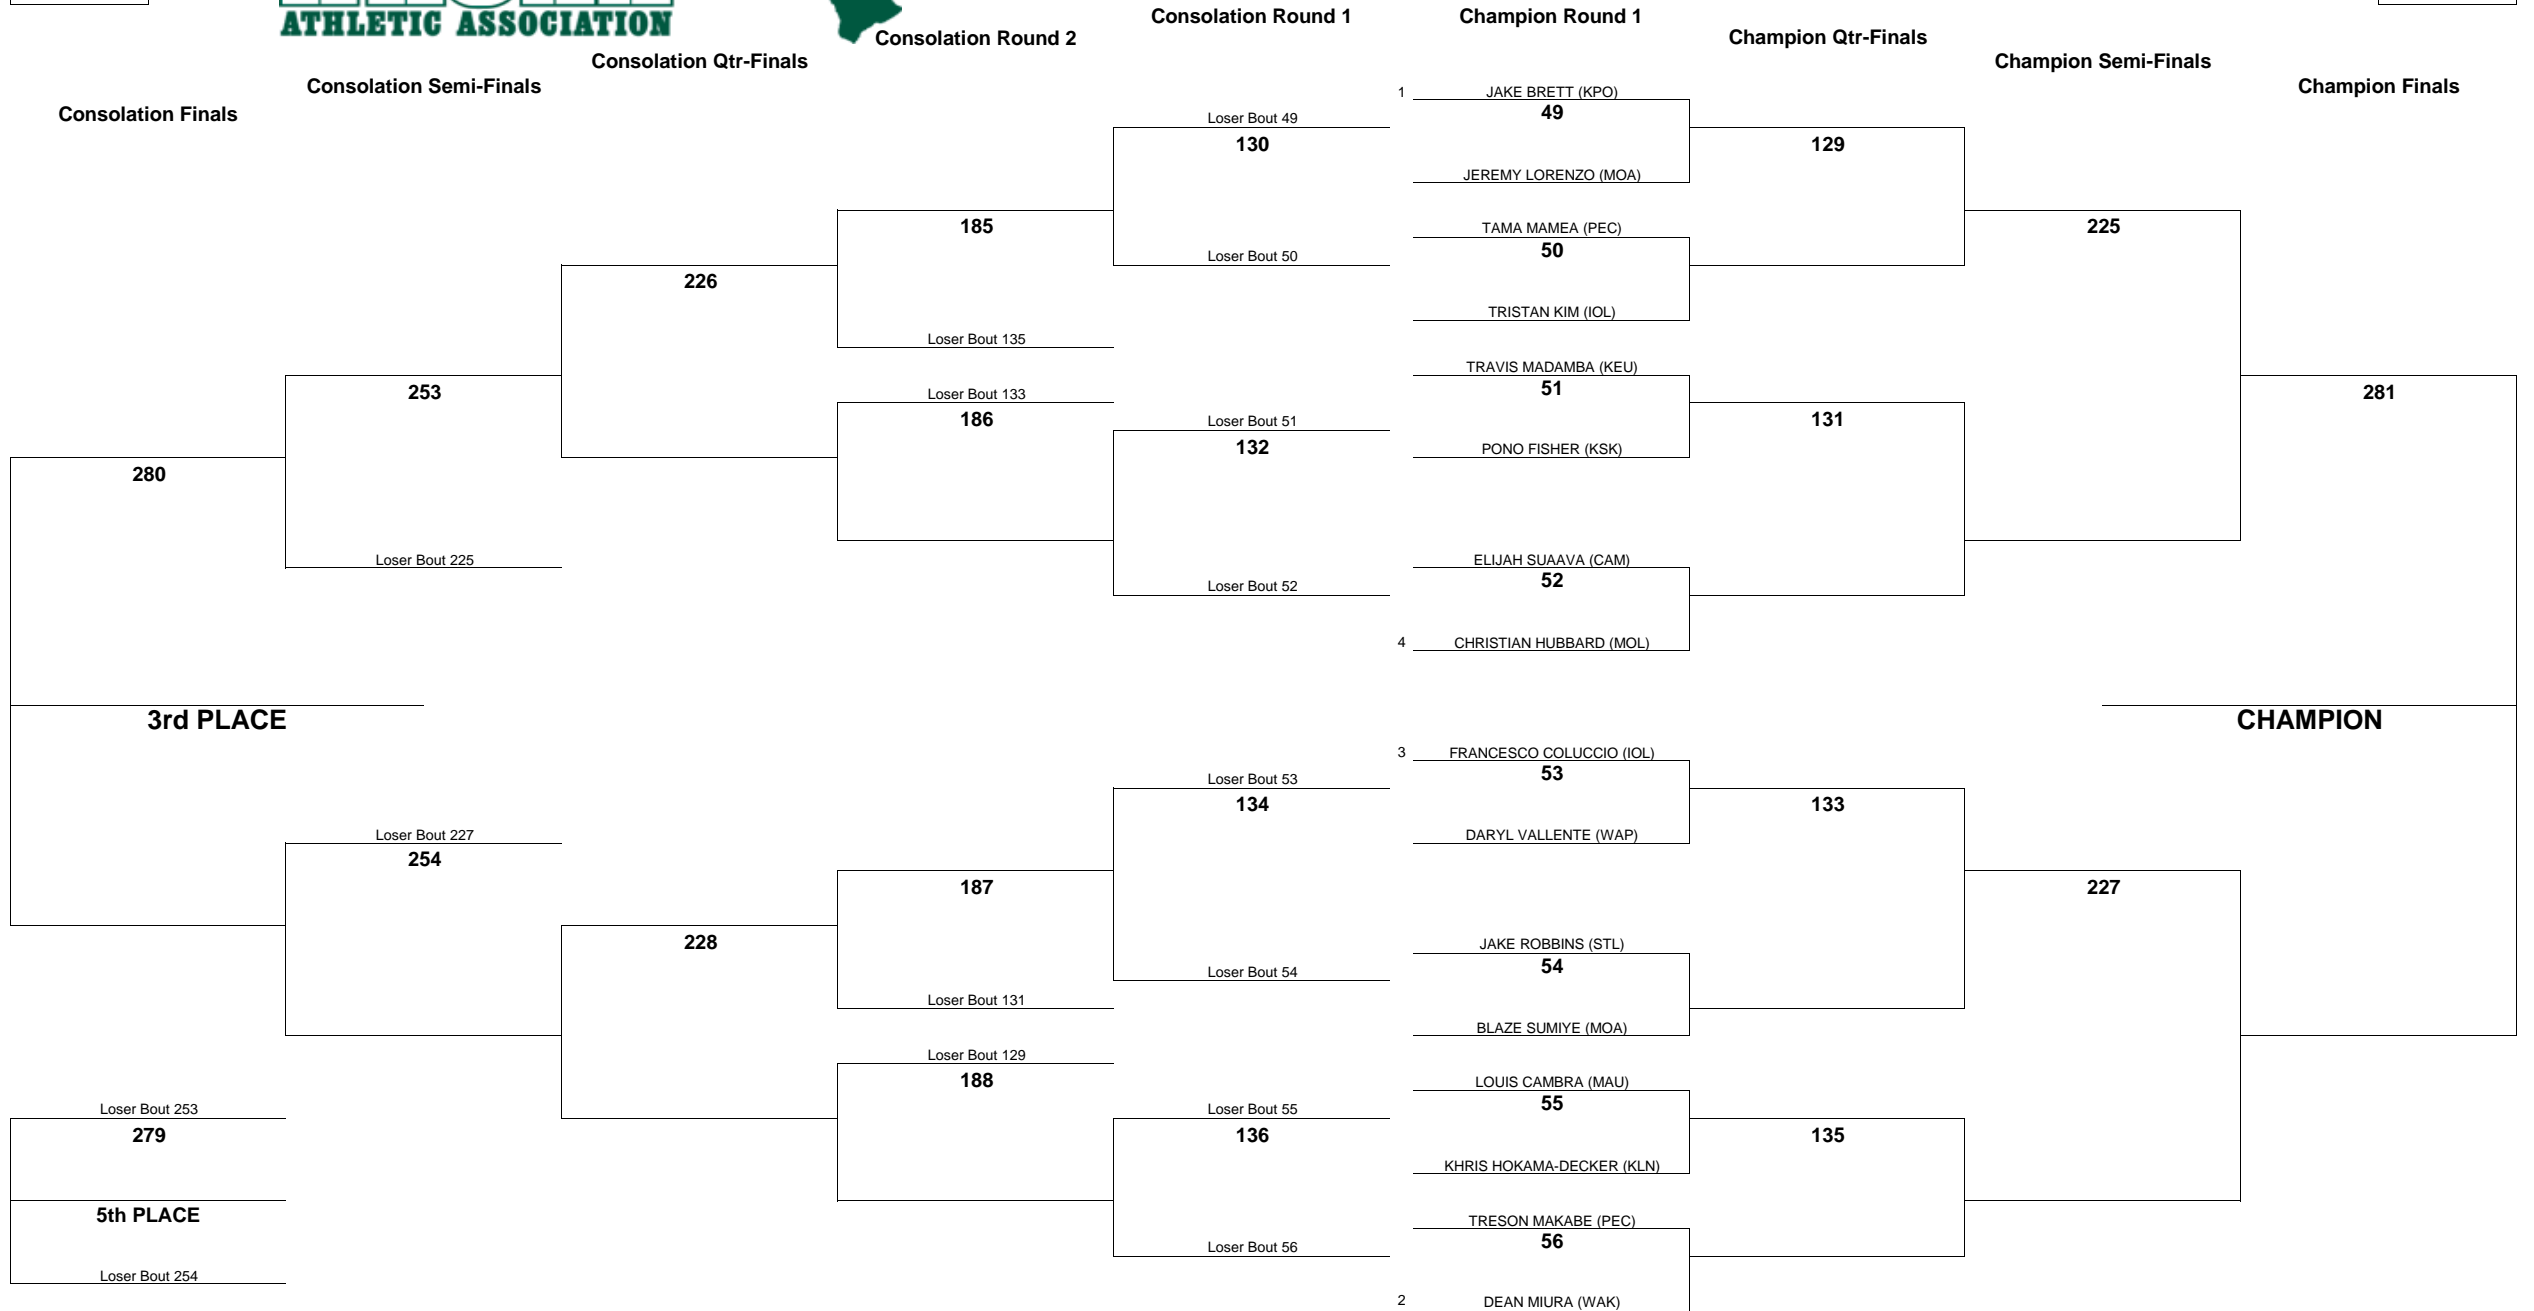 ATHLETIC ASSOCIATION
Consolation Round 1
Champion Round 1
Consolation Round 2
Champion Qtr-Finals
Consolation Qtr-Finals
Champion Semi-Finals
Consolation Semi-Finals
Champion Finals
Consolation Finals
1 JAKE BRETT (KPO)
49
Loser Bout 49
130
129
JEREMY LORENZO (MOA)
185
TAMA MAMEA (PEC)
225
50
Loser Bout 50
226
TRISTAN KIM (IOL)
Loser Bout 135
TRAVIS MADAMBA (KEU)
253
Loser Bout 133
51
281
186
Loser Bout 51
131
132
PONO FISHER (KSK)
280
Loser Bout 225
ELIJAH SUAAVA (CAM)
52
Loser Bout 52
4 CHRISTIAN HUBBARD (MOL)
3rd PLACE
CHAMPION
3 FRANCESCO COLUCCIO (IOL)
53
Loser Bout 53
134
133
Loser Bout 227
DARYL VALLENTE (WAP)
254
187
227
228
JAKE ROBBINS (STL)
54
Loser Bout 54
Loser Bout 131
BLAZE SUMIYE (MOA)
Loser Bout 129
188
LOUIS CAMBRA (MAU)
55
Loser Bout 253
Loser Bout 55
279
136
135
KHRIS HOKAMA-DECKER (KLN)
5th PLACE
TRESON MAKABE (PEC)
56
Loser Bout 56
Loser Bout 254
2 DEAN MIURA (WAK)